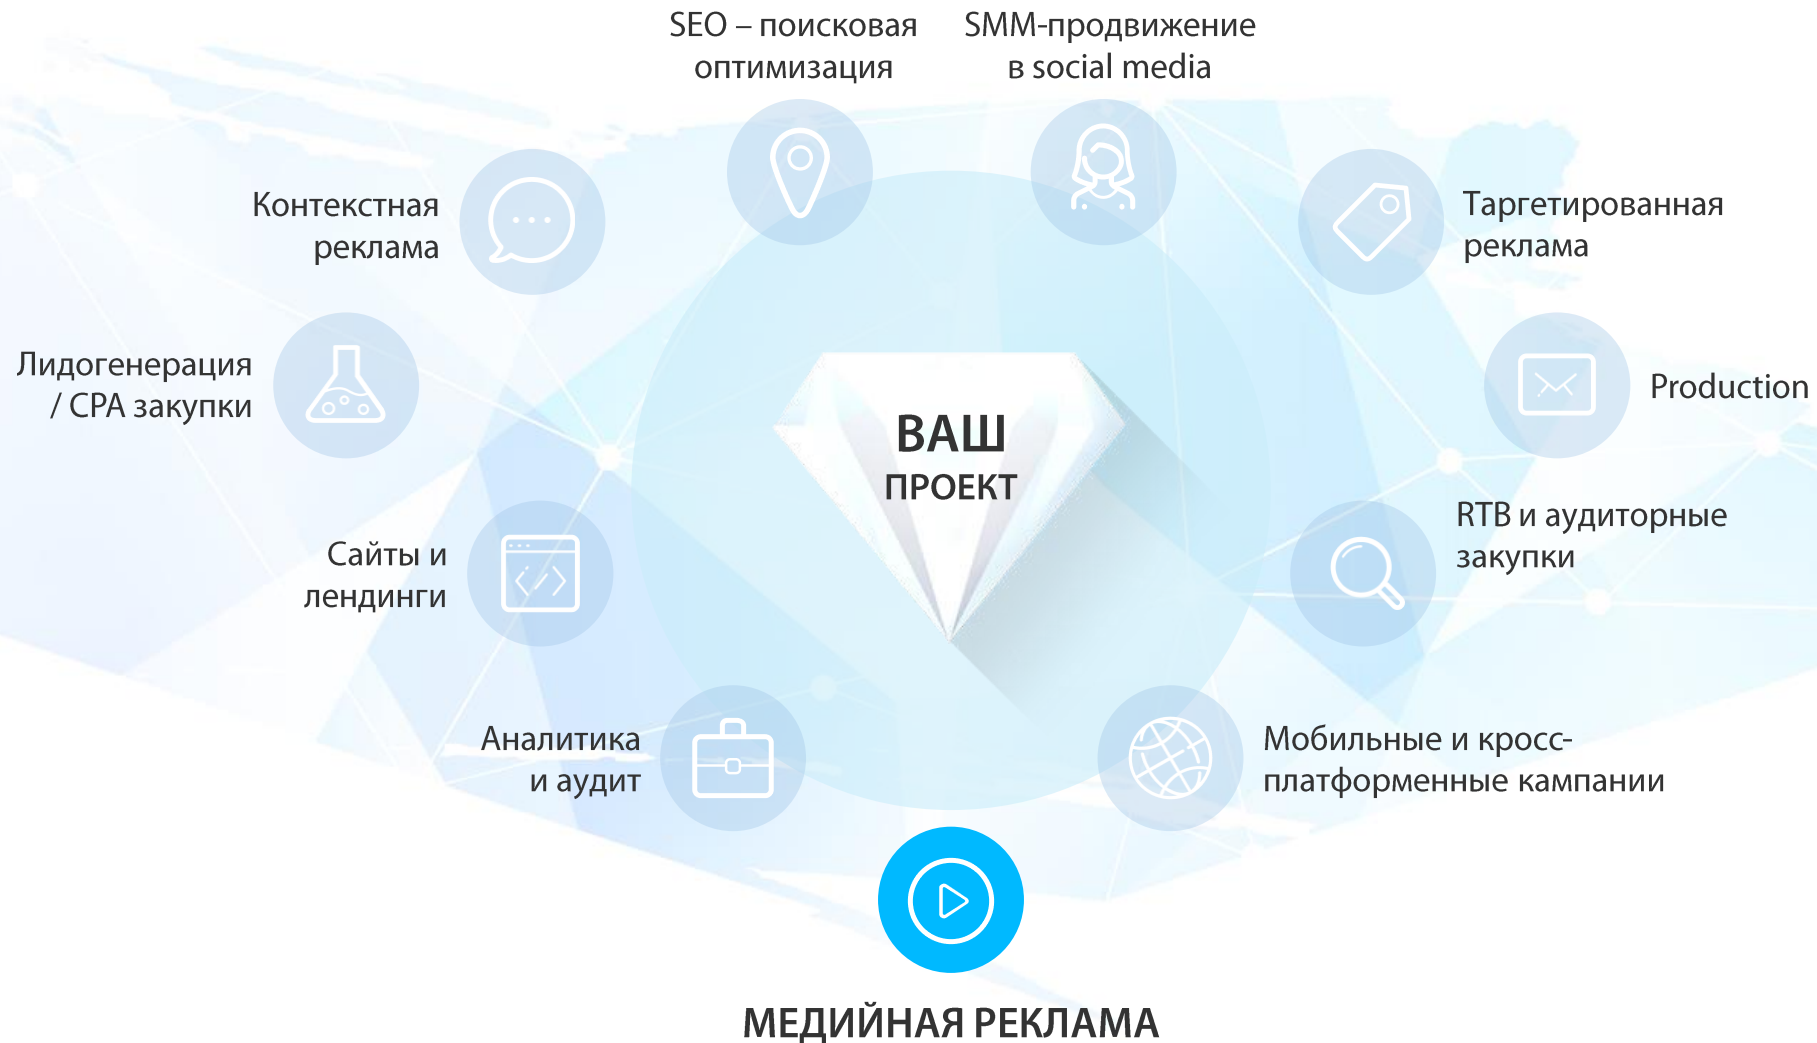 SEO – поисковая
оптимизация
SMM-продвижение
в social media
Контекстная
реклама
Таргетированная
реклама
Лидогенерация
/ CPA закупки
Production
ВАШ
ПРОЕКТ
Сайты и
лендинги
RTB и аудиторные
закупки
Аналитика
и аудит
Мобильные и кросс-
платформенные кампании
МЕДИЙНАЯ РЕКЛАМА